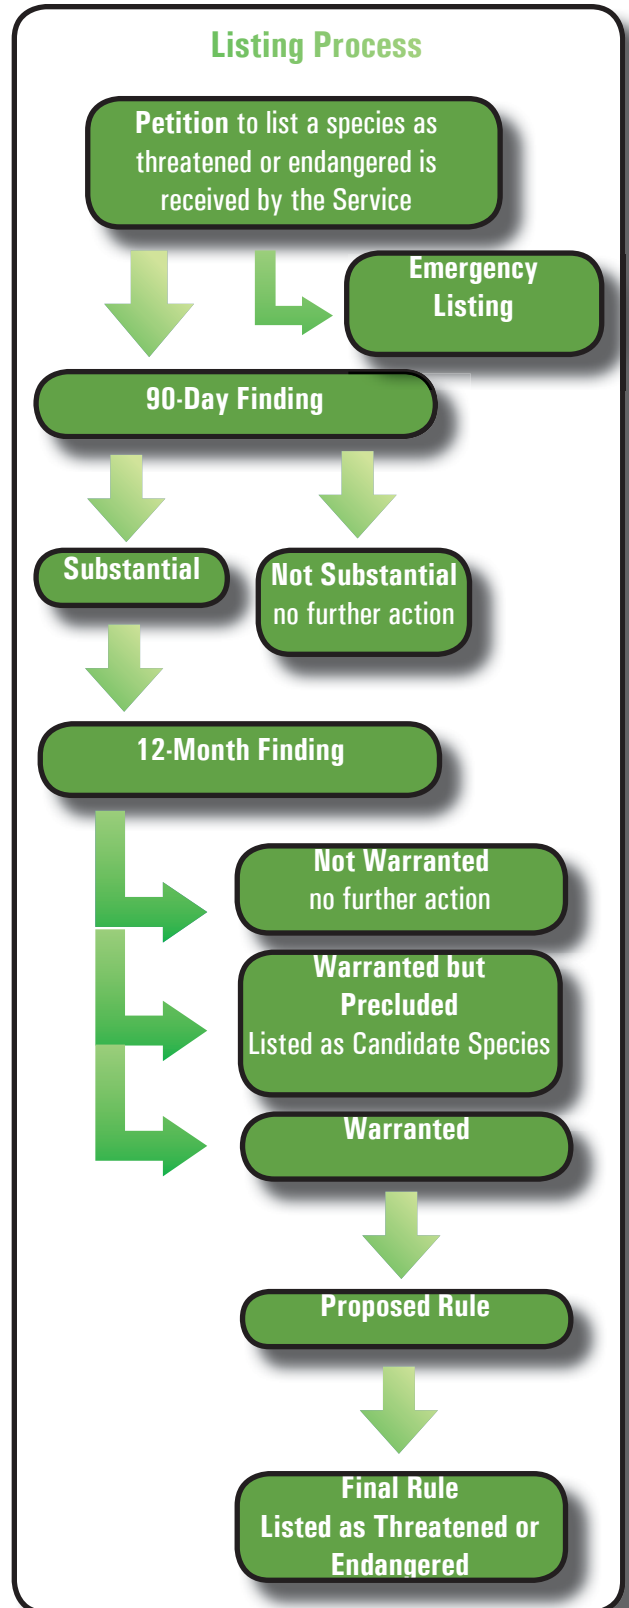 Listing Process
Petition to list a species as
threatened or endangered is
received by the Service
Emergency
Listing
90-Day Finding
Substantial
Not Substantial
no further action
12-Month Finding
Not Warranted
no further action
Warranted but
Precluded
Listed as Candidate Species
Warranted
Proposed Rule
Final Rule
Listed as Threatened or
Endangered